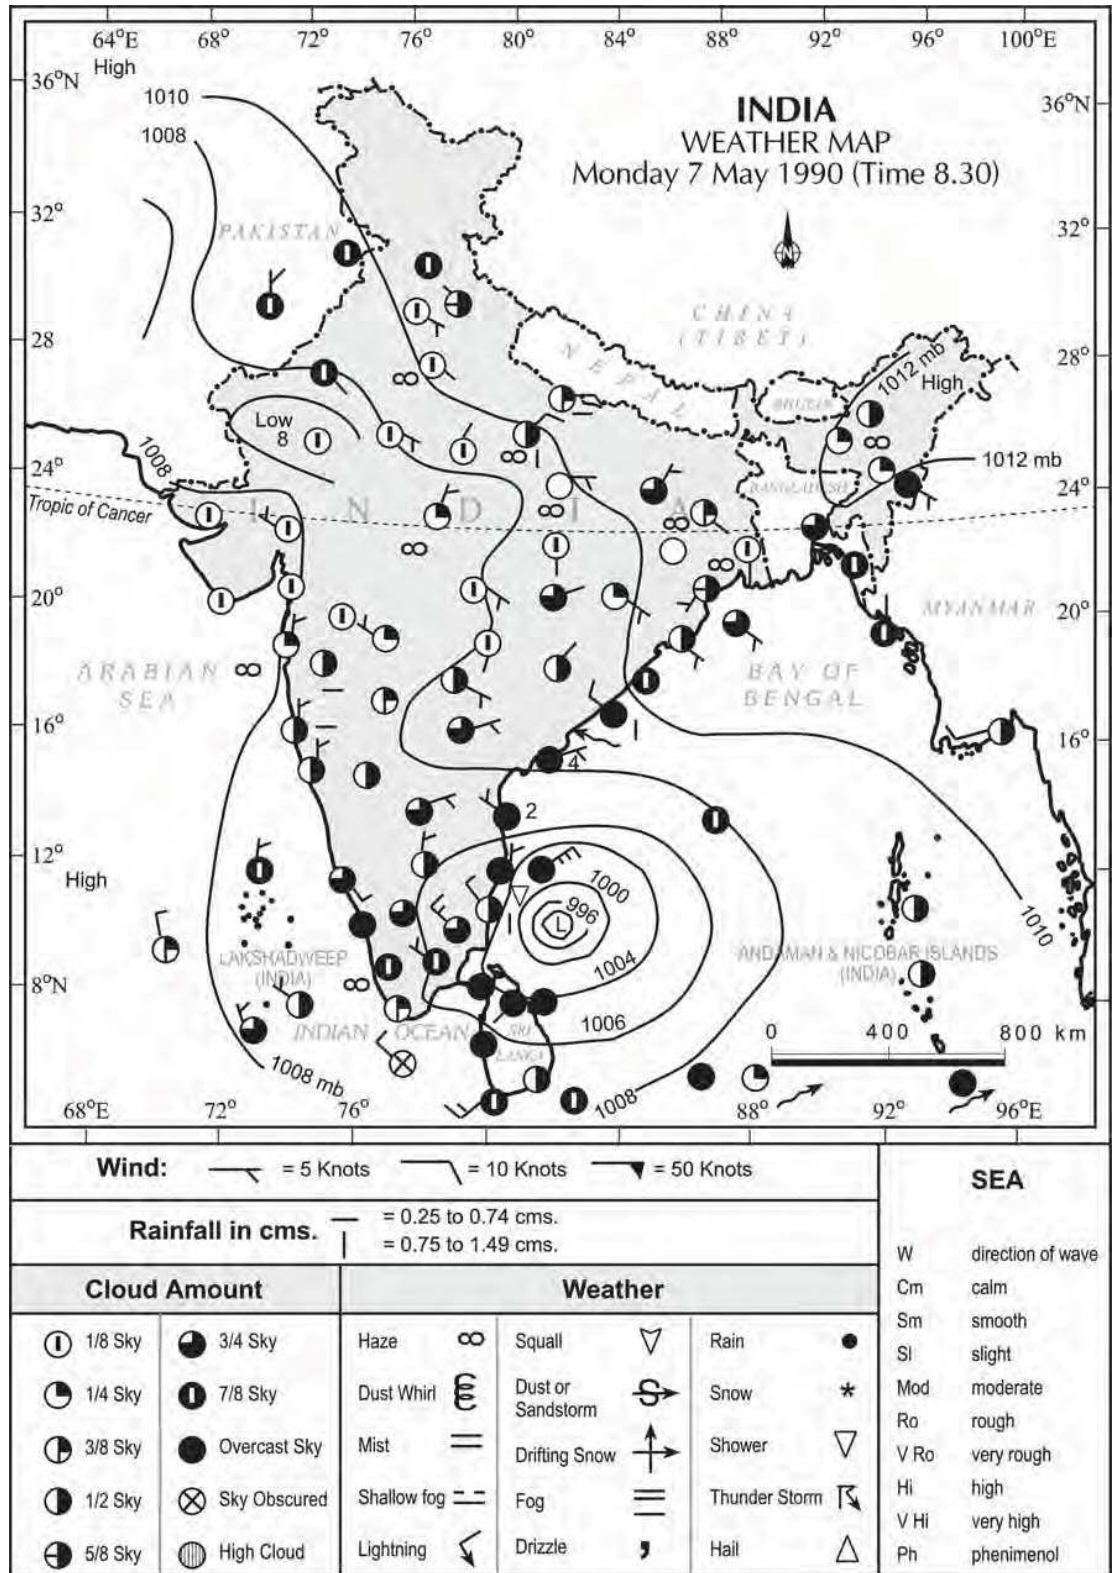 64°E 68° 72° 76° 80° 84° 88° 92° 96° 100°E
High
36°N
1010
36°N
INDIA
WEATHER MAP
Monday 7 May 1990 (Time 8.30)
1008
32°
PAKISTAN
32°
CHINA
(TIBET)
28
NEPAL
28°
1012 mb
High
BHUTAN
Low
8
1008
24°
1012 mb
BANGLADESH
24°
Tropic of Cancer
INDIA
20°
MYANMAR
20°
ARABIAN
SEA
BAY OF
BENGAL
16°
16°
4
2
12°
12°
High
1000
996
L
1010
LAKSHADWEEP
(INDIA)
1004
ANDAMAN & NICOBAR ISLANDS
(INDIA)
8°N
8°
1006
INDIAN OCEAN
SRI
LANKA
0 400 800 km
1008 mb
1008
68°E 72° 76° 80° 84° 88° 92° 96°E
Wind: = 5 Knots = 10 Knots = 50 Knots
Rainfall in cms. = 0.25 to 0.74 cms.
= 0.75 to 1.49 cms.
Cloud Amount
1/8 Sky 3/4 Sky
1/4 Sky 7/8 Sky
3/8 Sky Overcast Sky
1/2 Sky Sky Obscured
5/8 Sky High Cloud
Weather
Haze Squall Rain
Dust Whirl Dust or
Sandstorm Snow
Mist Drifting Snow Shower
Shallow fog Fog Thunder Storm
Lightning Drizzle Hail
SEA
W direction of wave
Cm calm
Sm smooth
Sl slight
Mod moderate
Ro rough
V Ro very rough
Hi high
V Hi very high
Ph phenimenol